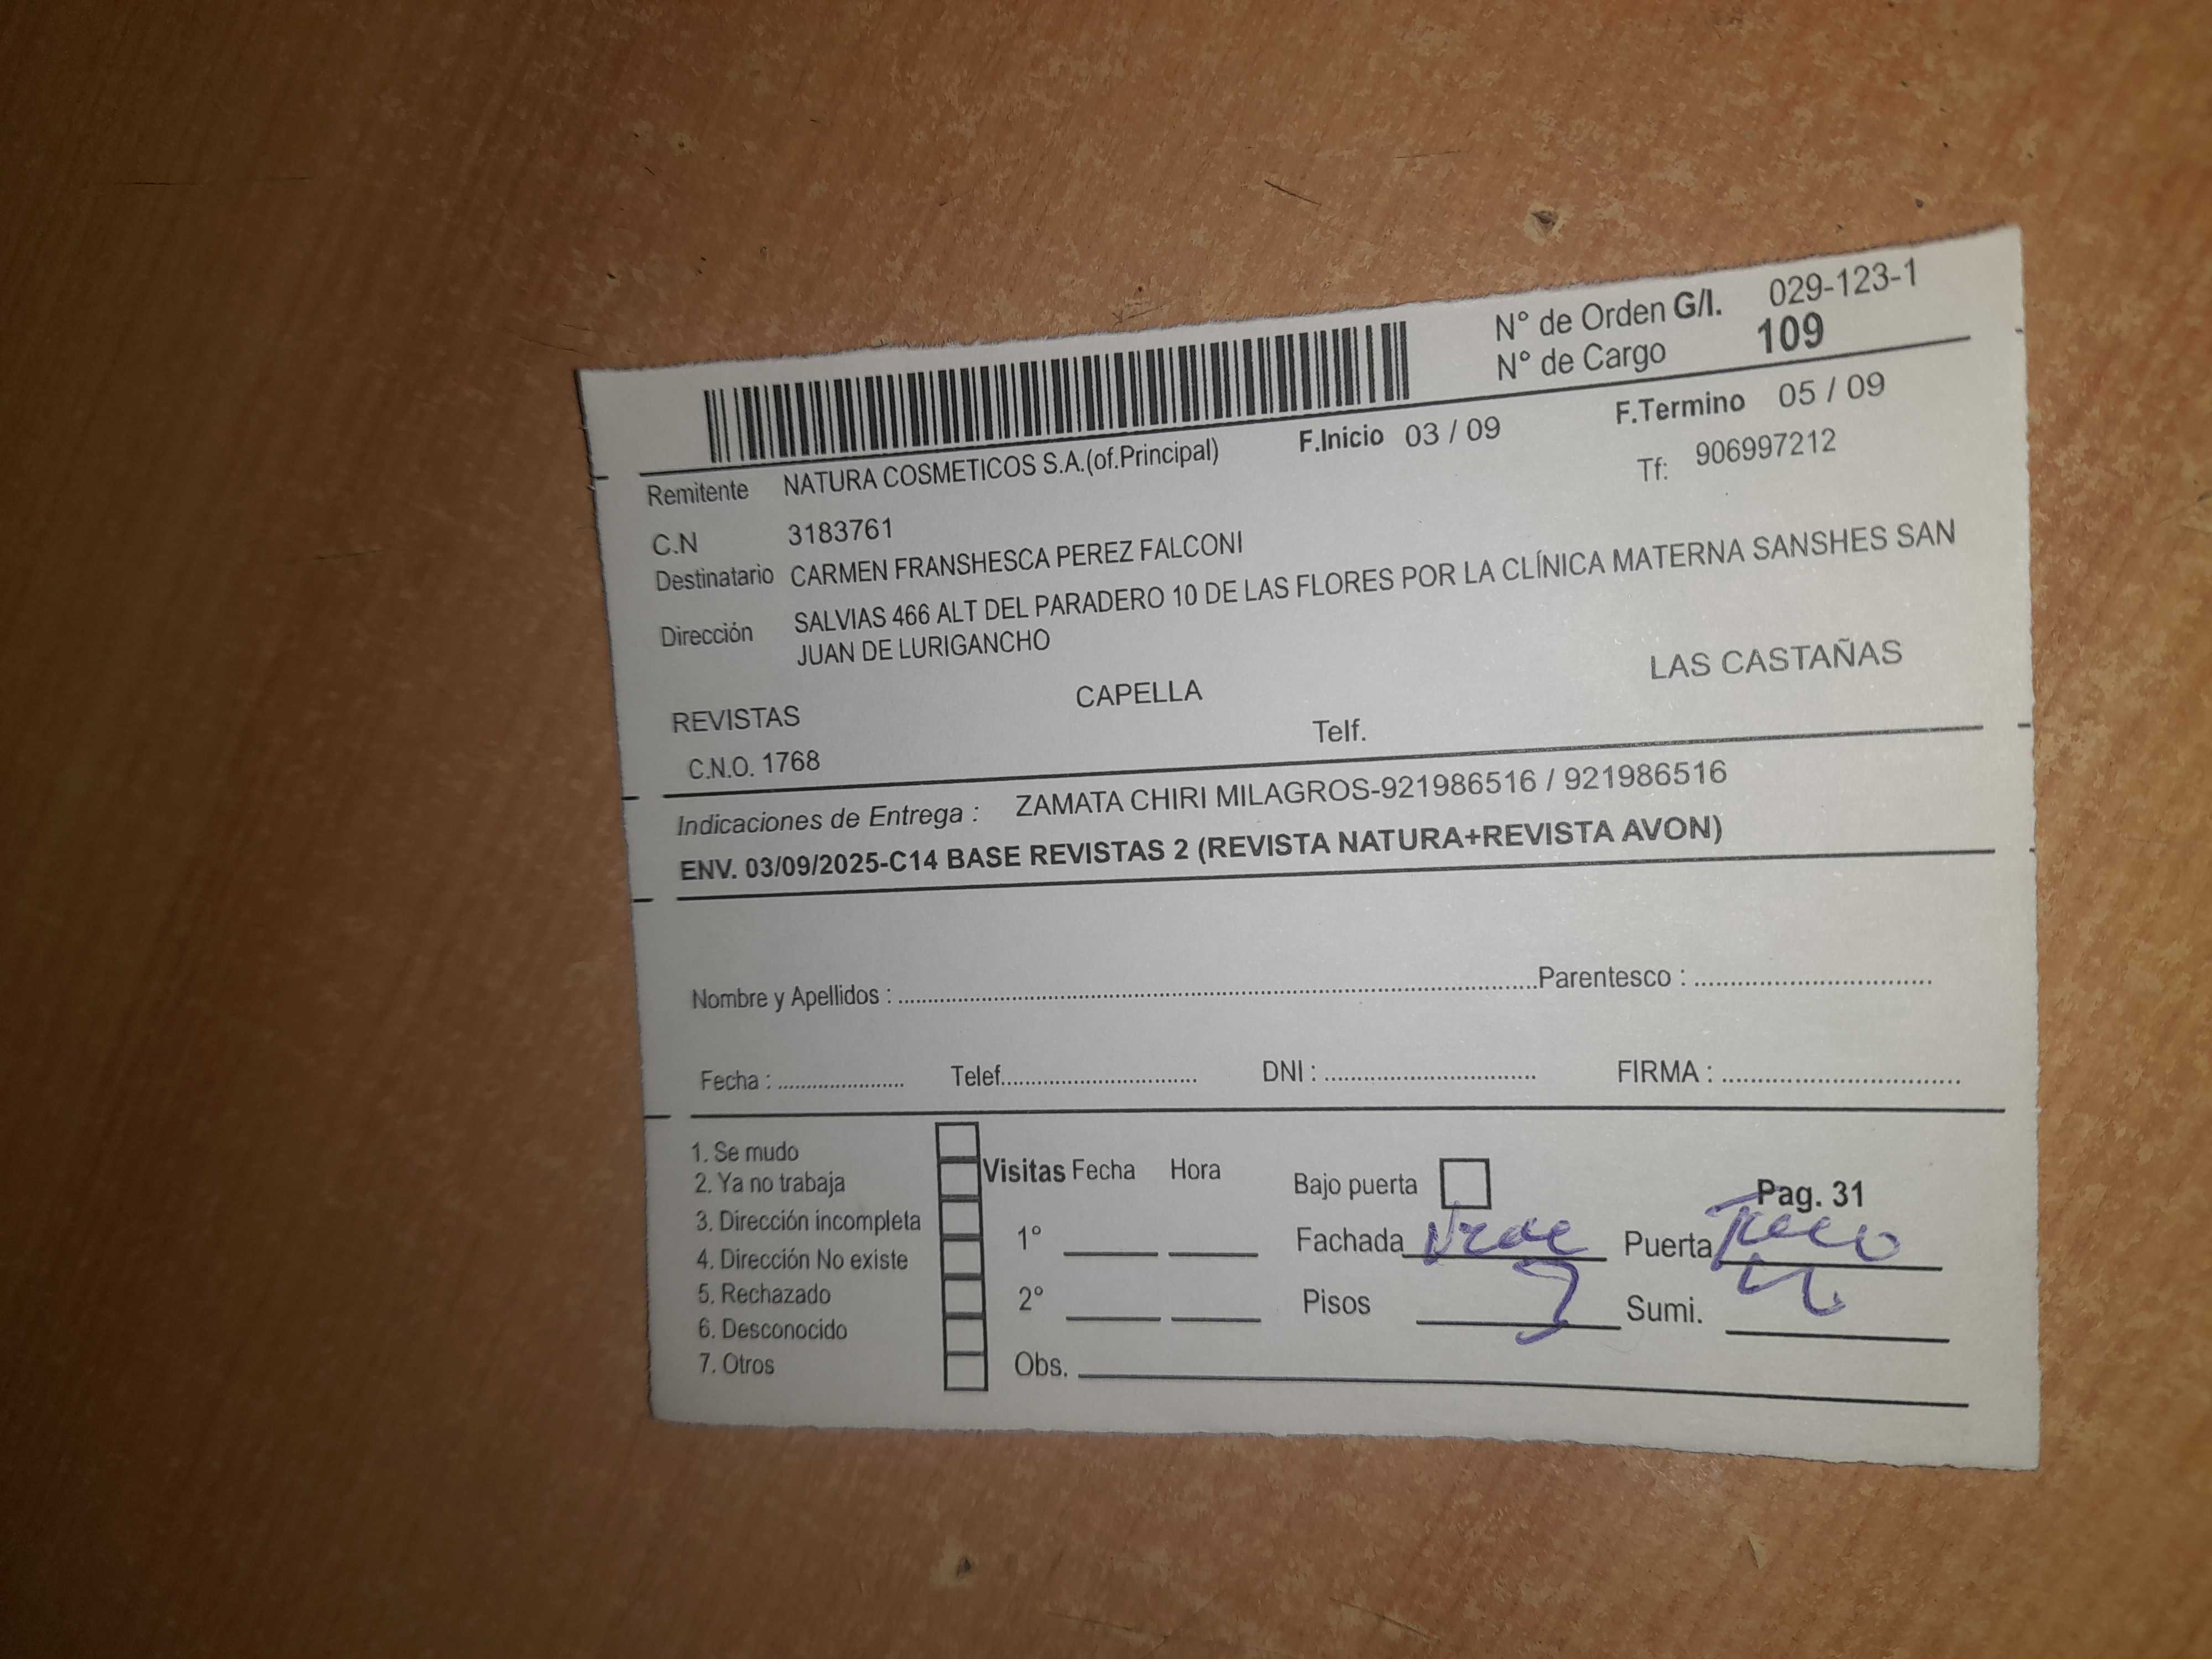 N° de Orden G/I. 029-123-1
N° de Cargo 109
F.Inicio 03 / 09 F.Termino 05 / 09
Remitente NATURA COSMETICOS S.A.(of.Principal) Tf: 906997212
C.N 3183761
Destinatario CARMEN FRANSHESCA PEREZ FALCONI
Dirección SALVIAS 466 ALT DEL PARADERO 10 DE LAS FLORES POR LA CLÍNICA MATERNA SANSHES SAN
JUAN DE LURIGANCHO
REVISTAS CAPELLA LAS CASTAÑAS
C.N.O. 1768 Telf.
Indicaciones de Entrega : ZAMATA CHIRI MILAGROS-921986516 / 921986516
ENV. 03/09/2025-C14 BASE REVISTAS 2 (REVISTA NATURA+REVISTA AVON)
Nombre y Apellidos : Parentesco :
Fecha : Telef. DNI : FIRMA :
1. Se mudo
2. Ya no trabaja
3. Dirección incompleta
4. Dirección No existe
5. Rechazado
6. Desconocido
7. Otros
Visitas Fecha Hora
1°
2°
Obs.
Bajo puerta Pag. 31
Fachada Puerta
Pisos Sumi.